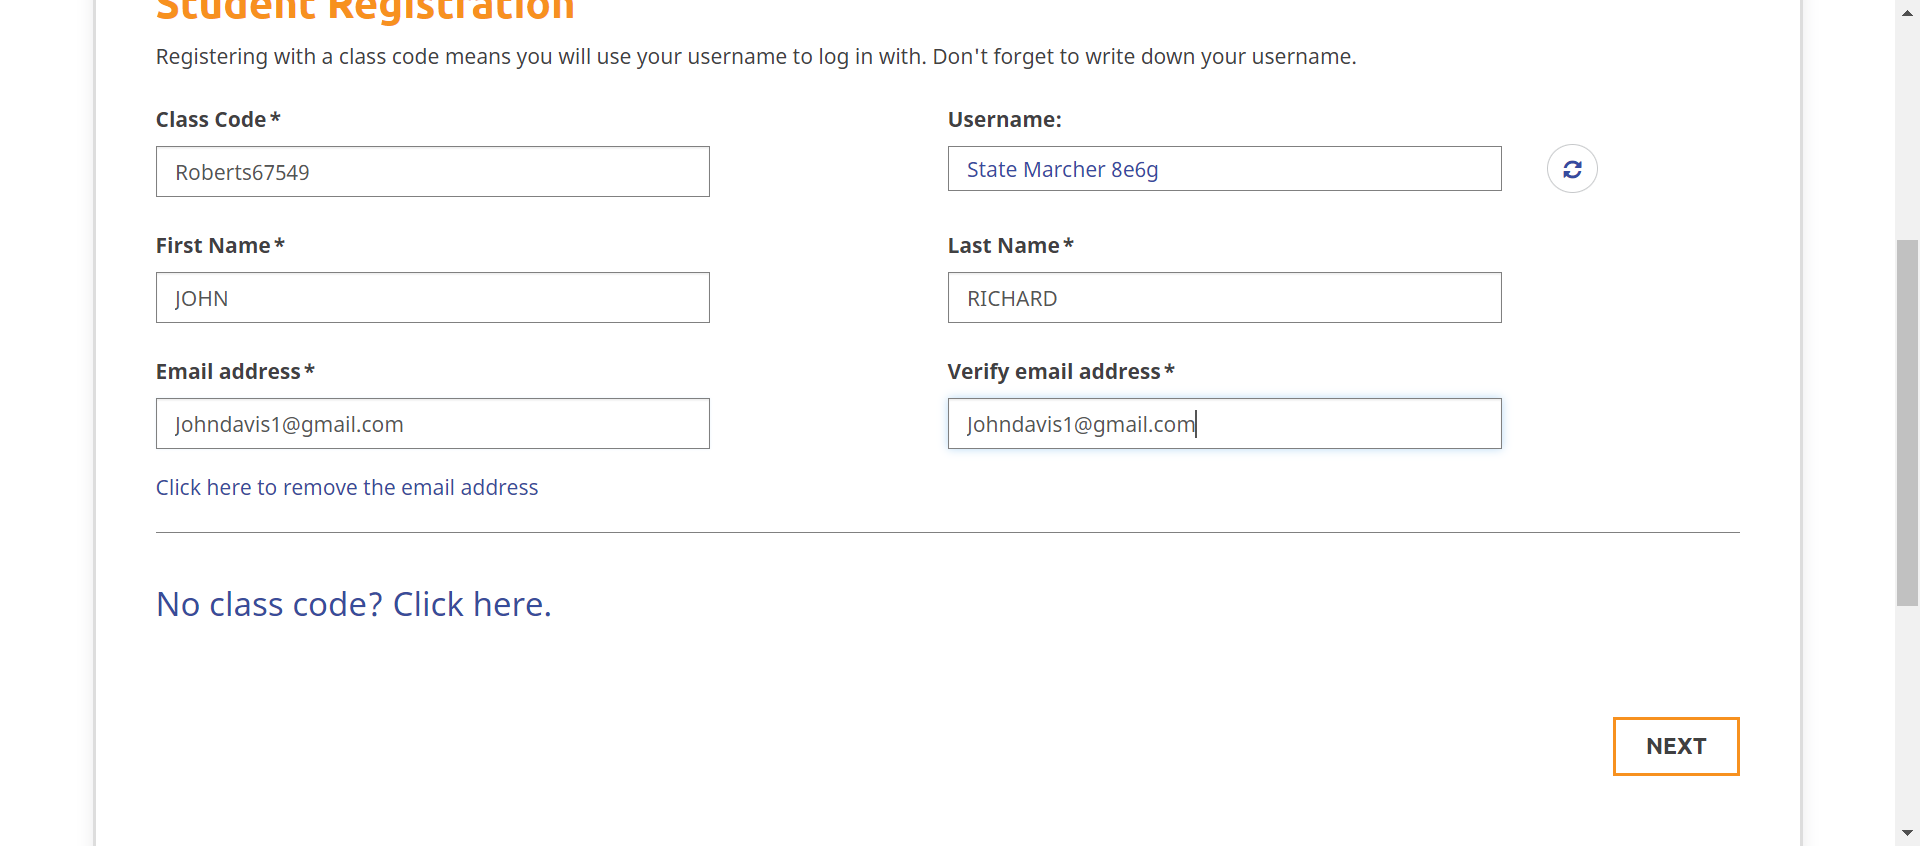 Student Registration
Registering with a class code means you will use your username to log in with. Don't forget to write down your username.
Class Code*
Username:
Roberts67549
State Marcher 8e6g
First Name*
Last Name*
JOHN
RICHARD
Email address*
Verify email address*
Johndavis1@gmail.com
Johndavis1@gmail.com
Click here to remove the email address
No class code? Click here.
NEXT